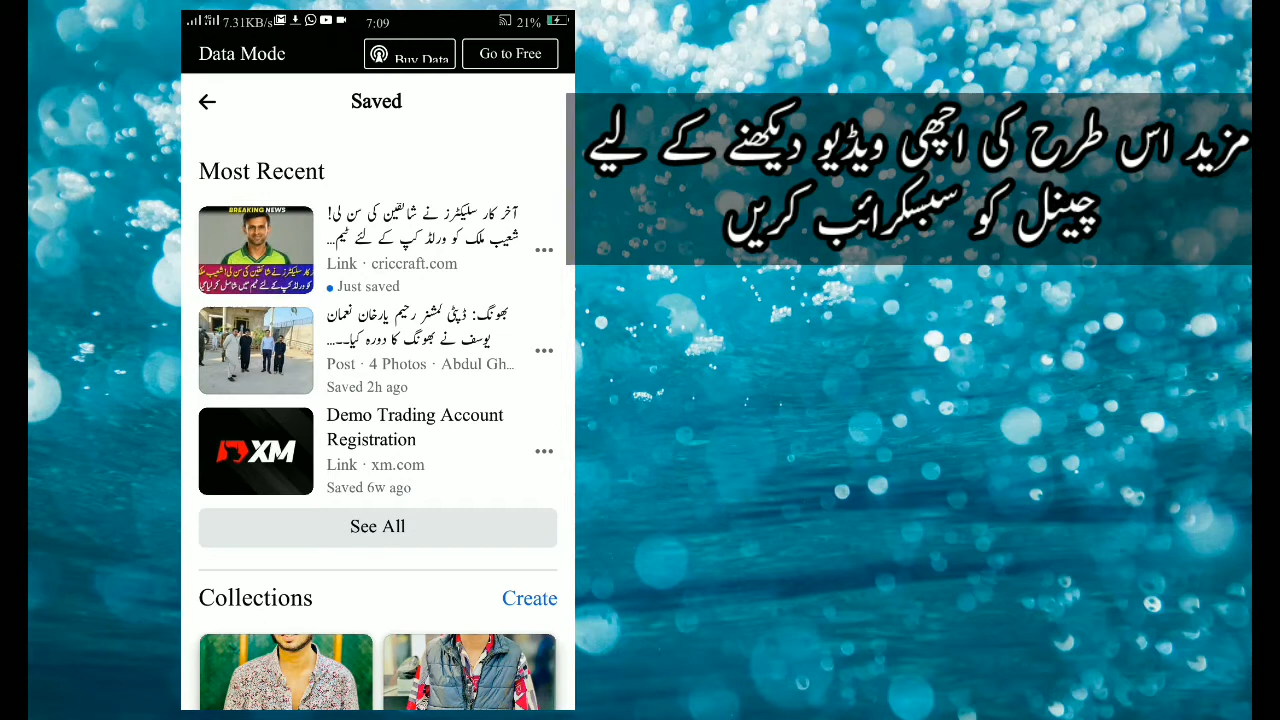 7.31KB/s 7:09 21%
Data Mode Buy Data Go to Free
Saved
Most Recent
BREAKING NEWS
آخر کار سلیکٹرز نے شائقین کی سن لی!
شعیب ملک کو ورلڈ کپ کے لئے ٹیم...
Link · criccraft.com
Just saved
بھونگ: ڈپٹی کمشنر رحیم یارخان نعمان
یوسف نے بھونگ کا دورہ کیا۔۔...
Post · 4 Photos · Abdul Gh...
Saved 2h ago
XM
Demo Trading Account
Registration
Link · xm.com
Saved 6w ago
See All
Collections Create
مزید اس طرح کی اچھی ویڈیو دیکھنے کے لیے
چینل کو سبسکرائب کریں